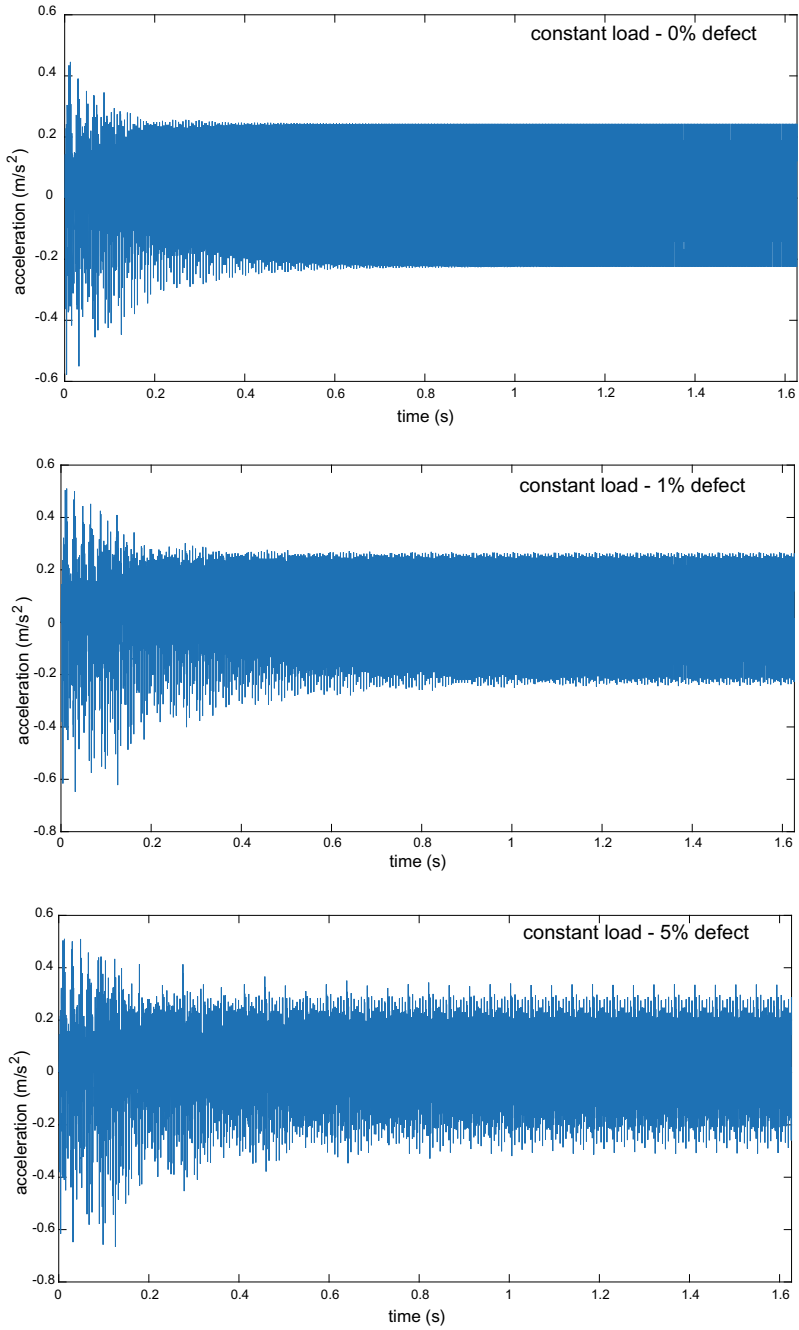 constant load - 0% defect
0.6
0.4
0.2
0
-0.2
-0.4
-0.6
acceleration (m/s²)
0 0.2 0.4 0.6 0.8 1 1.2 1.4 1.6
time (s)
constant load - 1% defect
0.6
0.4
0.2
0
-0.2
-0.4
-0.6
-0.8
acceleration (m/s²)
0 0.2 0.4 0.6 0.8 1 1.2 1.4 1.6
time (s)
constant load - 5% defect
0.6
0.4
0.2
0
-0.2
-0.4
-0.6
-0.8
acceleration (m/s²)
0 0.2 0.4 0.6 0.8 1 1.2 1.4 1.6
time (s)